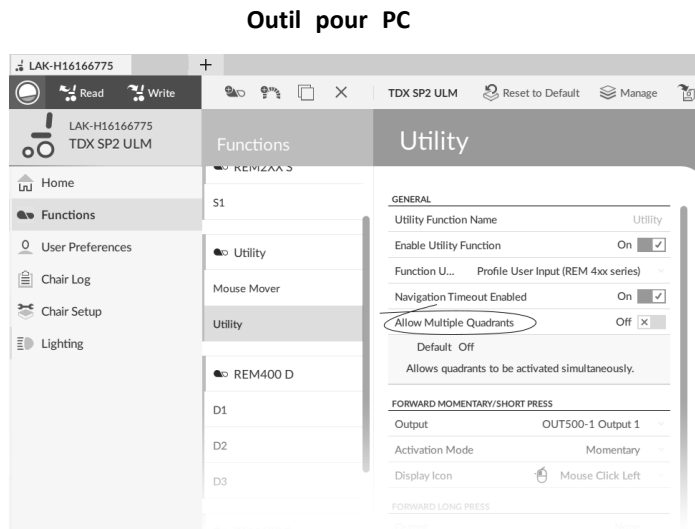 Outil pour PC
LAK-H16166775 +
Read Write TDX SP2 ULM Reset to Default Manage
LAK-H16166775
TDX SP2 ULM
Home
Functions
User Preferences
Chair Log
Chair Setup
Lighting
Functions
REM2XX S
S1
Utility
Mouse Mover
Utility
REM400 D
D1
D2
D3
Utility
GENERAL
Utility Function Name Utility
Enable Utility Function On
Function U... Profile User Input (REM 4xx series)
Navigation Timeout Enabled On
Allow Multiple Quadrants Off
Default Off
Allows quadrants to be activated simultaneously.
FORWARD MOMENTARY/SHORT PRESS
Output OUT500-1 Output 1
Activation Mode Momentary
Display Icon Mouse Click Left
FORWARD LONG PRESS